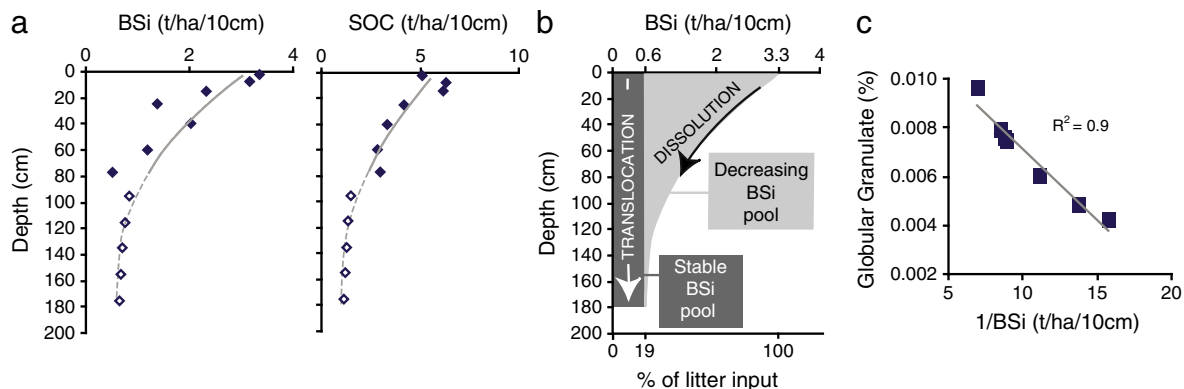 a
BSi (t/ha/10cm)
0 2 4
Depth (cm)
0
20
40
60
80
100
120
140
160
180
200
SOC (t/ha/10cm)
0 5 10
b
BSi (t/ha/10cm)
0 0.6 2 3.3 4
Depth (cm)
0
20
40
60
80
100
120
140
160
180
200
TRANSLOCATION
DISSOLUTION
Decreasing
BSi
pool
Stable
BSi
pool
0 19 100
% of litter input
c
Globular Granulate (%)
0.010
0.008
0.006
0.004
0.002
R² = 0.9
5 10 15 20
1/BSi (t/ha/10cm)